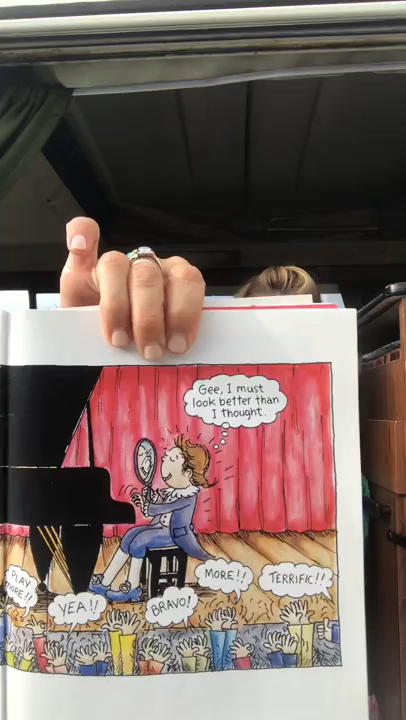 Gee, I must
look better than
I thought.
PLAY
MORE!!
YEA!!
BRAVO!
MORE!!
TERRIFIC!!